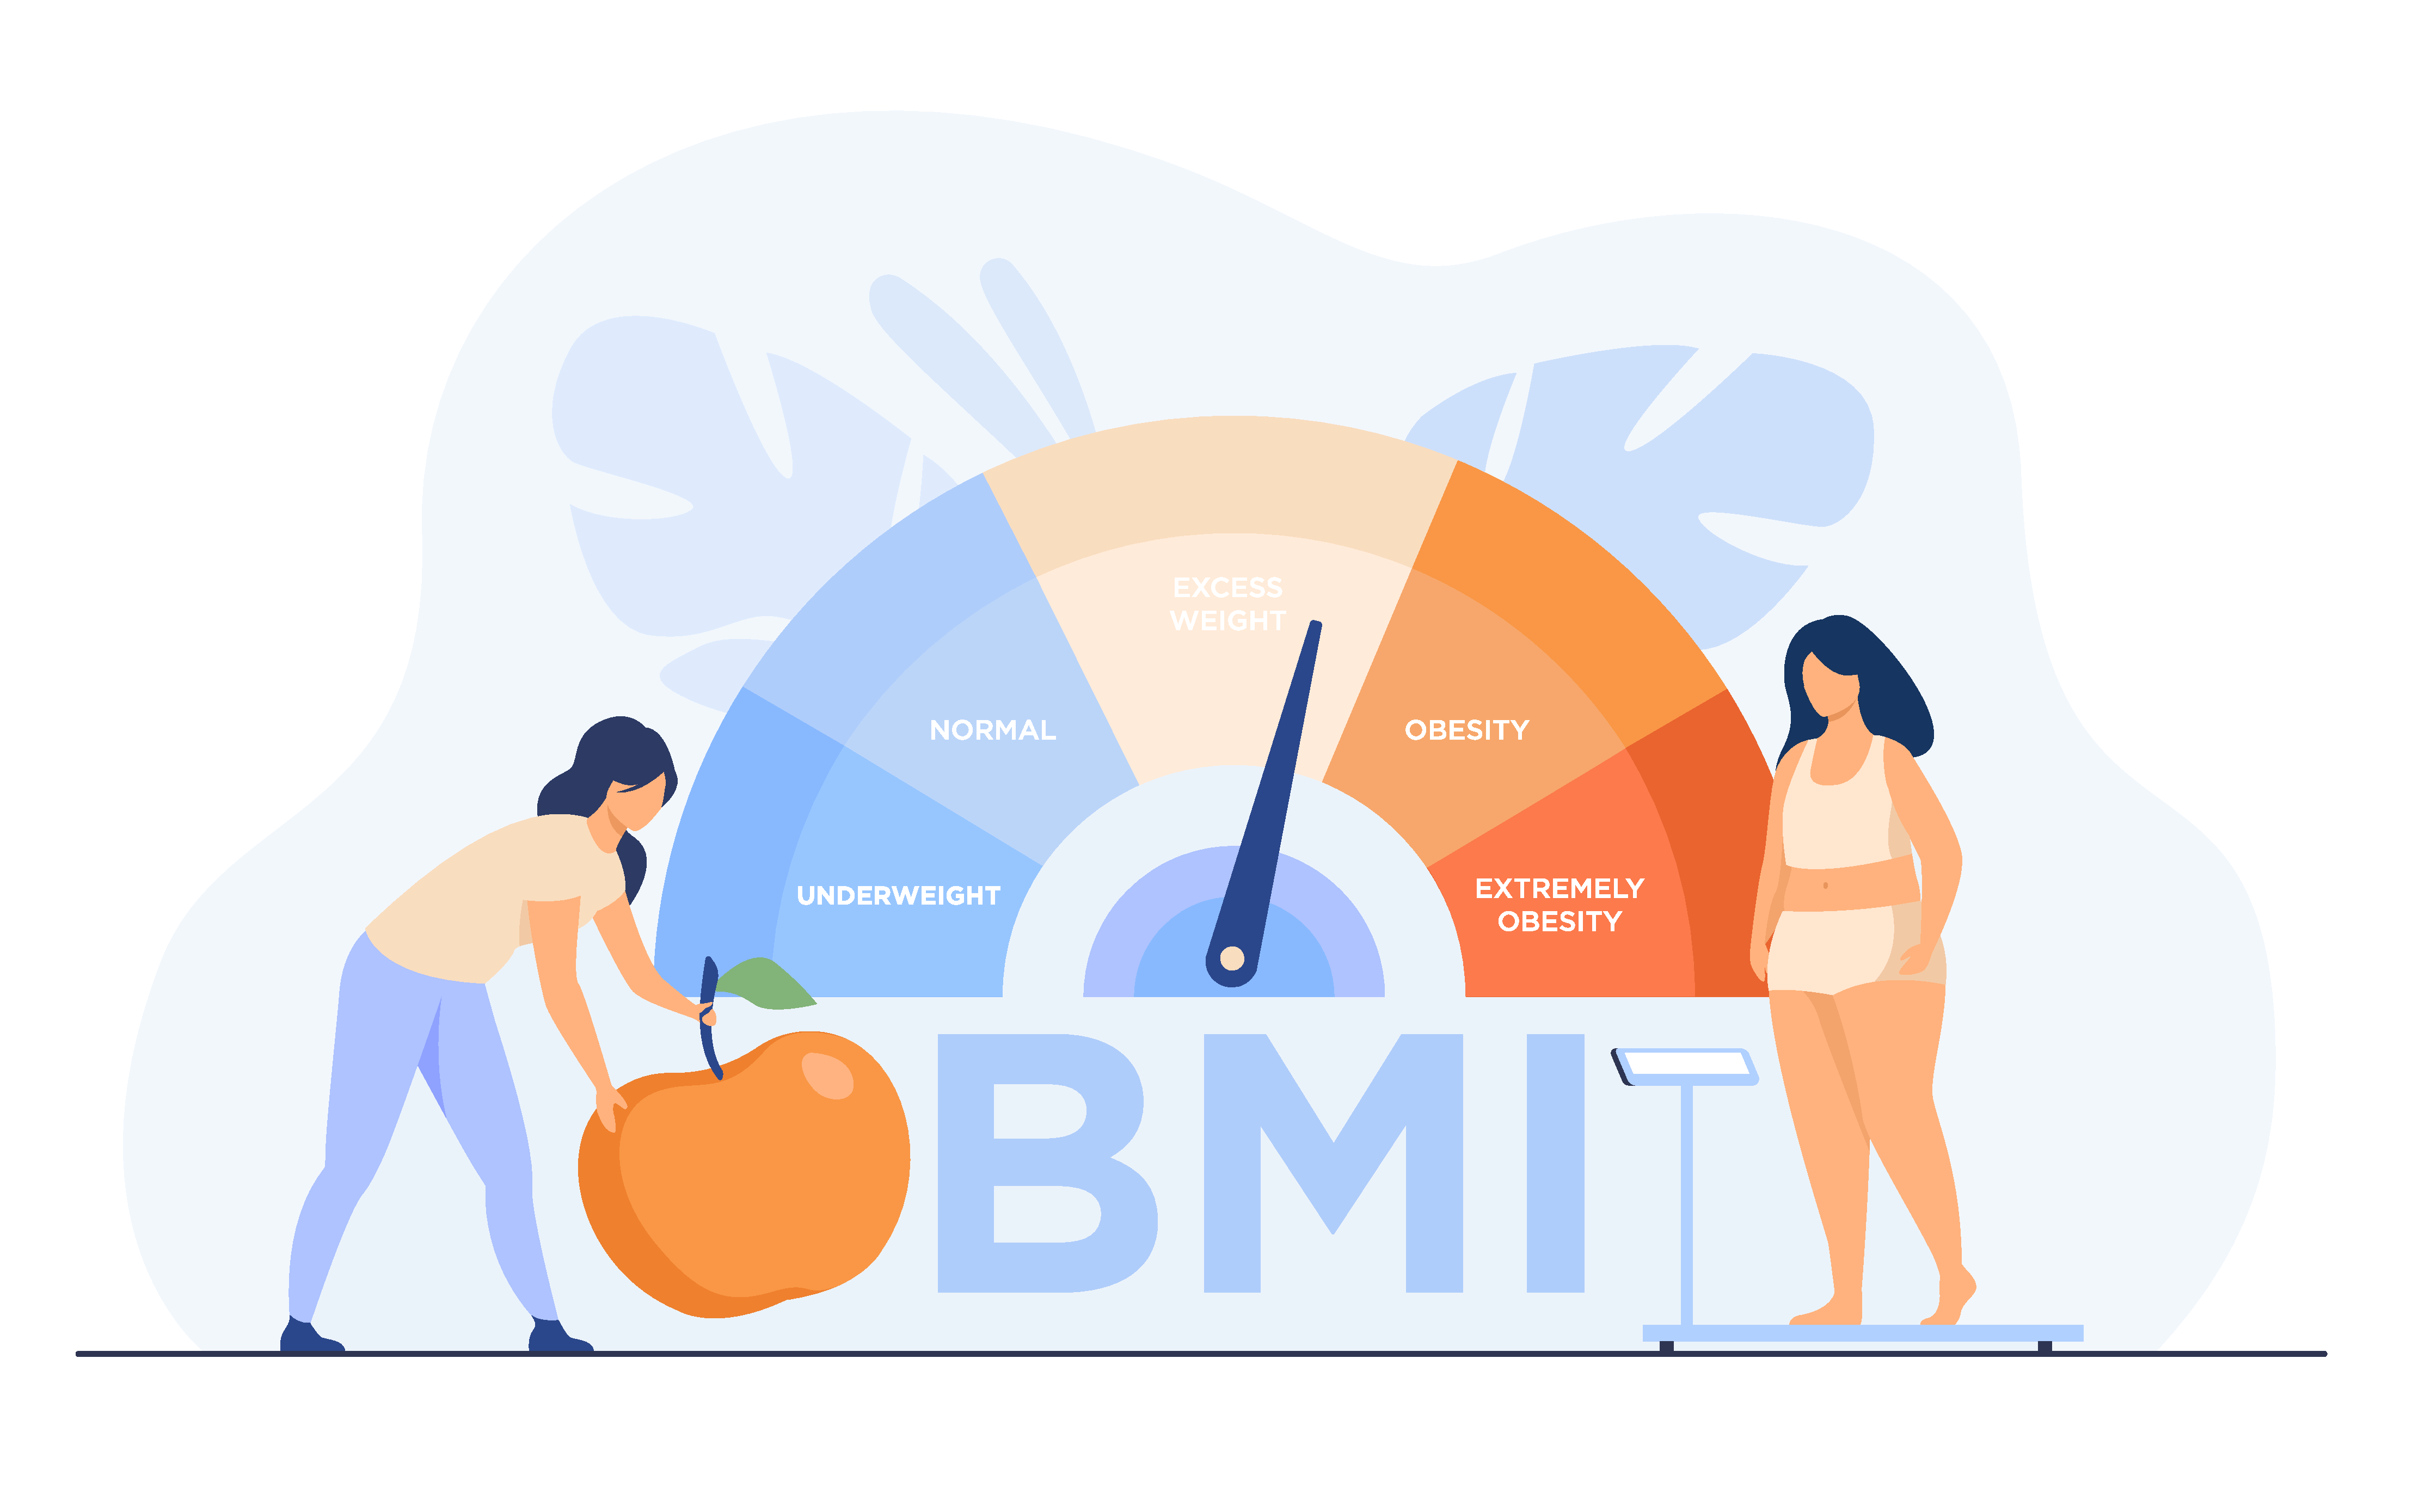 EXCESS
WEIGHT
NORMAL
OBESITY
UNDERWEIGHT
EXTREMELY
OBESITY
BMI